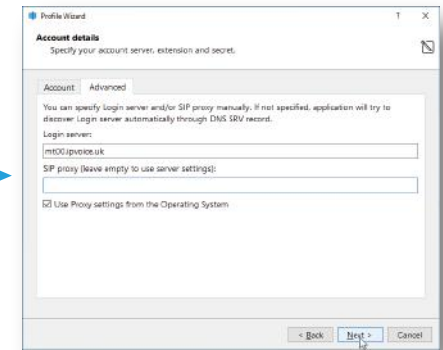 Profile Wizard
? X
Account details
Specify your account server, extension and secret.
Account Advanced
You can specify Login server and/or SIP proxy manually. If not specified, application will try to
discover Login server automatically through DNS SRV record.
Login server:
mt00.ipvoice.uk
SIP proxy (leave empty to use server settings):
Use Proxy settings from the Operating System
< Back Next > Cancel